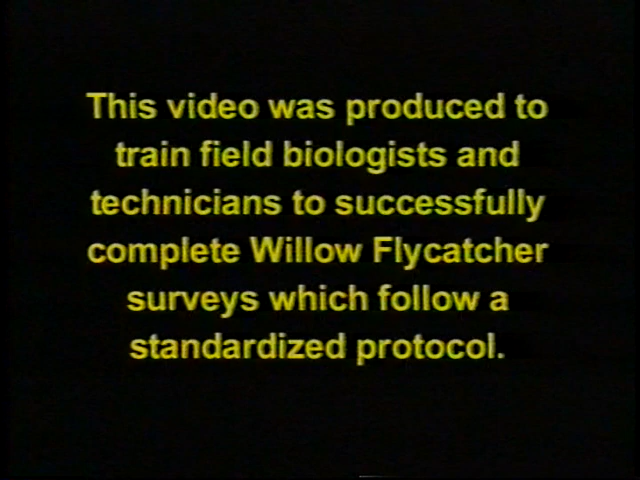 This video was produced to
train field biologists and
technicians to successfully
complete Willow Flycatcher
surveys which follow a
standardized protocol.